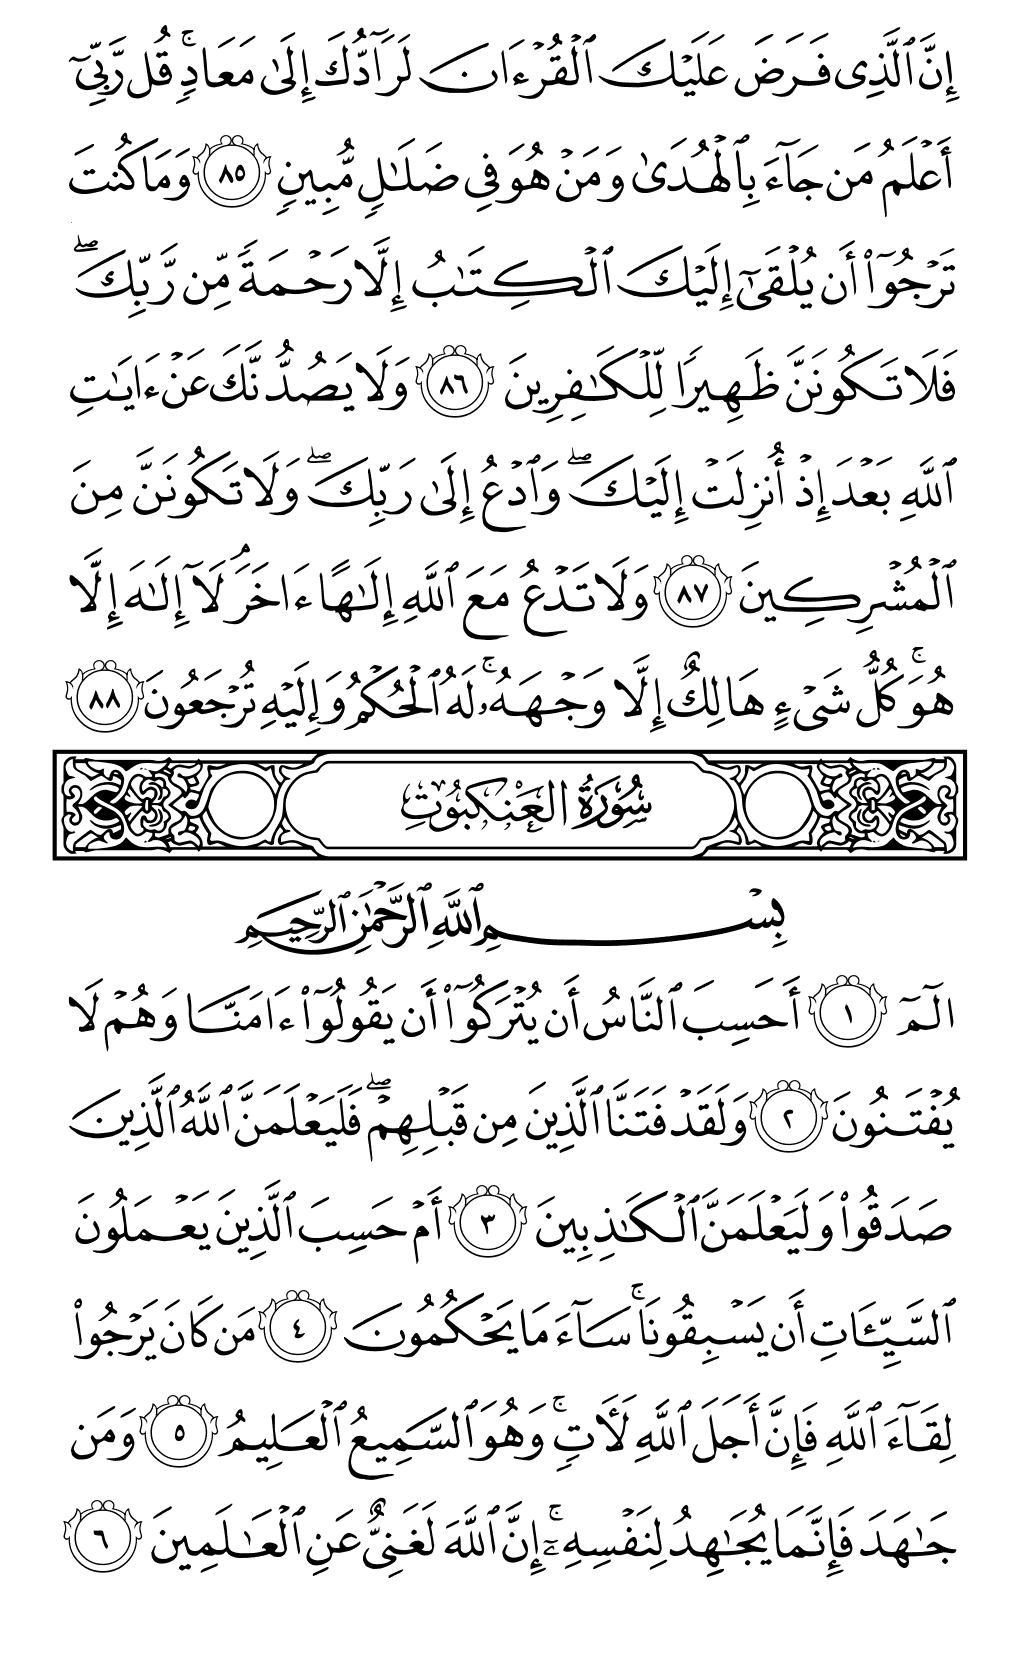 إِنَّ ٱلَّذِى فَرَضَ عَلَيْكَ ٱلْقُرْءَانَ لَرَآدُّكَ إِلَىٰ مَعَادٍۚ قُل رَّبِّىٓ
أَعْلَمُ مَن جَآءَ بِٱلْهُدَىٰ وَمَنْ هُوَ فِى ضَلَـٰلٍ مُّبِينٍ ٨٥ وَمَا كُنتَ
تَرْجُوٓا۟ أَن يُلْقَىٰٓ إِلَيْكَ ٱلْكِتَـٰبُ إِلَّا رَحْمَةً مِّن رَّبِّكَۖ
فَلَا تَكُونَنَّ ظَهِيرًا لِّلْكَـٰفِرِينَ ٨٦ وَلَا يَصُدُّنَّكَ عَنْ ءَايَـٰتِ
ٱللَّهِ بَعْدَ إِذْ أُنزِلَتْ إِلَيْكَۖ وَٱدْعُ إِلَىٰ رَبِّكَۖ وَلَا تَكُونَنَّ مِنَ
ٱلْمُشْرِكِينَ ٨٧ وَلَا تَدْعُ مَعَ ٱللَّهِ إِلَـٰهًا ءَاخَرَۘ لَآ إِلَـٰهَ إِلَّا
هُوَۚ كُلُّ شَىْءٍ هَالِكٌ إِلَّا وَجْهَهُۥۚ لَهُ ٱلْحُكْمُ وَإِلَيْهِ تُرْجَعُونَ ٨٨
سُورَةُ العَنكَبُوتِ
بِسْمِ ٱللَّهِ ٱلرَّحْمَـٰنِ ٱلرَّحِيمِ
الٓمٓ ١ أَحَسِبَ ٱلنَّاسُ أَن يُتْرَكُوٓا۟ أَن يَقُولُوٓا۟ ءَامَنَّا وَهُمْ لَا
يُفْتَنُونَ ٢ وَلَقَدْ فَتَنَّا ٱلَّذِينَ مِن قَبْلِهِمْۖ فَلَيَعْلَمَنَّ ٱللَّهُ ٱلَّذِينَ
صَدَقُوا۟ وَلَيَعْلَمَنَّ ٱلْكَـٰذِبِينَ ٣ أَمْ حَسِبَ ٱلَّذِينَ يَعْمَلُونَ
ٱلسَّيِّـَٔاتِ أَن يَسْبِقُونَاۚ سَآءَ مَا يَحْكُمُونَ ٤ مَن كَانَ يَرْجُوا۟
لِقَآءَ ٱللَّهِ فَإِنَّ أَجَلَ ٱللَّهِ لَـَٔاتٍۚ وَهُوَ ٱلسَّمِيعُ ٱلْعَلِيمُ ٥ وَمَن
جَـٰهَدَ فَإِنَّمَا يُجَـٰهِدُ لِنَفْسِهِۦٓۚ إِنَّ ٱللَّهَ لَغَنِىٌّ عَنِ ٱلْعَـٰلَمِينَ ٦